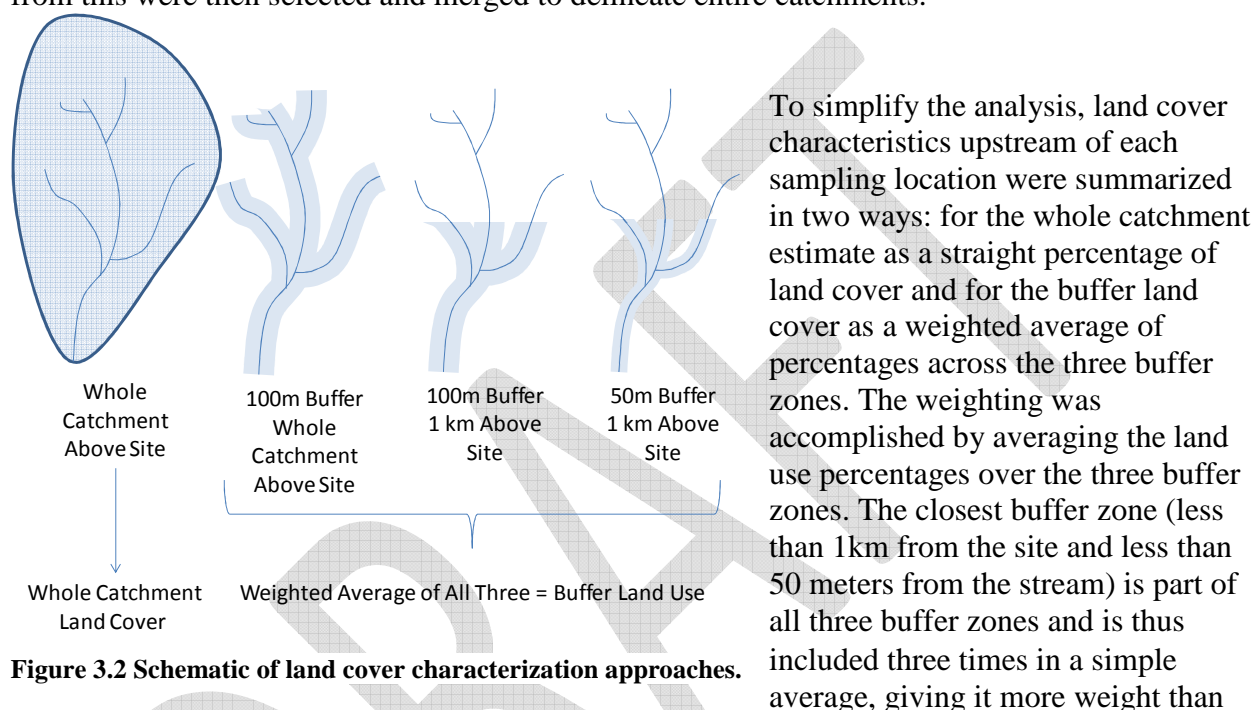 from this were then selected and merged to delineate entire catchments.
To simplify the analysis, land cover
characteristics upstream of each
sampling location were summarized
in two ways: for the whole catchment
estimate as a straight percentage of
land cover and for the buffer land
cover as a weighted average of
percentages across the three buffer
zones. The weighting was
accomplished by averaging the land
use percentages over the three buffer
zones. The closest buffer zone (less
than 1km from the site and less than
50 meters from the stream) is part of
all three buffer zones and is thus
included three times in a simple
average, giving it more weight than
Whole
Catchment
Above Site
100m Buffer
Whole
Catchment
Above Site
100m Buffer
1 km Above
Site
50m Buffer
1 km Above
Site
Whole Catchment
Land Cover
Weighted Average of All Three = Buffer Land Use
Figure 3.2 Schematic of land cover characterization approaches.
DRAFT